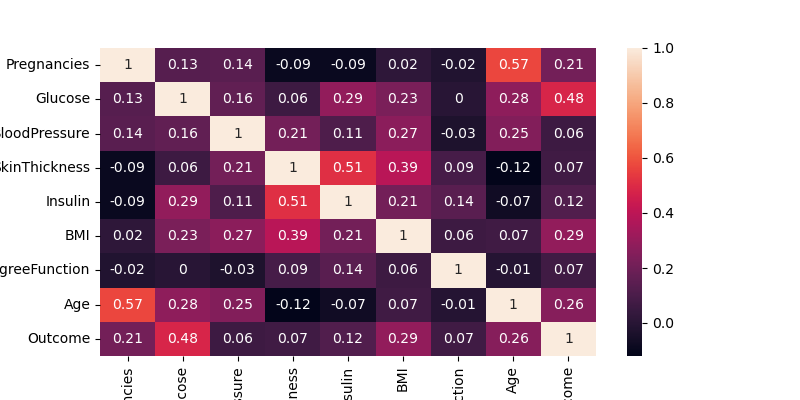 Pregnancies 1 0.13 0.14 -0.09 -0.09 0.02 -0.02 0.57 0.21
Glucose 0.13 1 0.16 0.06 0.29 0.23 0 0.28 0.48
loodPressure 0.14 0.16 1 0.21 0.11 0.27 -0.03 0.25 0.06
kinThickness -0.09 0.06 0.21 1 0.51 0.39 0.09 -0.12 0.07
Insulin -0.09 0.29 0.11 0.51 1 0.21 0.14 -0.07 0.12
BMI 0.02 0.23 0.27 0.39 0.21 1 0.06 0.07 0.29
greeFunction -0.02 0 -0.03 0.09 0.14 0.06 1 -0.01 0.07
Age 0.57 0.28 0.25 -0.12 -0.07 0.07 -0.01 1 0.26
Outcome 0.21 0.48 0.06 0.07 0.12 0.29 0.07 0.26 1
ncies
cose
ssure
ness
sulin
BMI
ction
Age
come
1.0
0.8
0.6
0.4
0.2
0.0